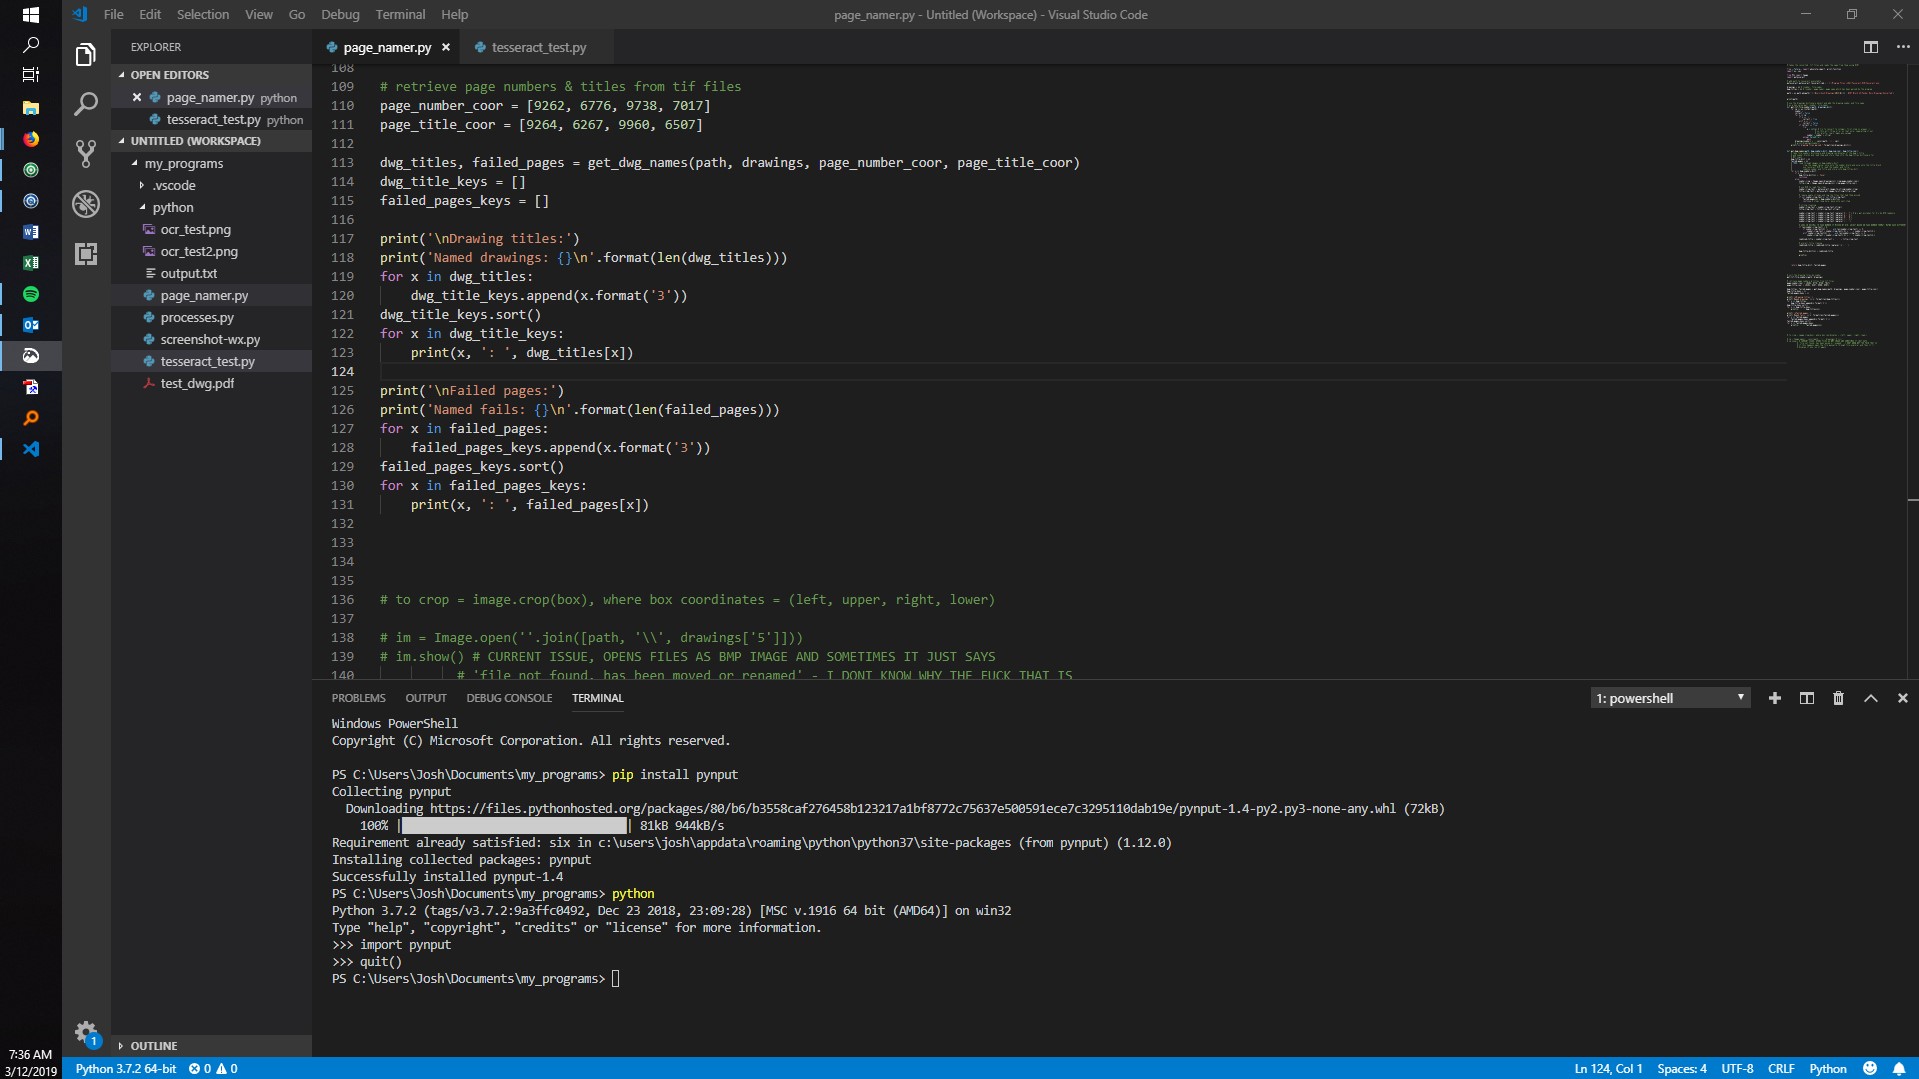 File Edit Selection View Go Debug Terminal Help
page_namer.py - Untitled (Workspace) - Visual Studio Code
EXPLORER
OPEN EDITORS
page_namer.py python
tesseract_test.py python
UNTITLED (WORKSPACE)
my_programs
.vscode
python
ocr_test.png
ocr_test2.png
output.txt
page_namer.py
processes.py
screenshot-wx.py
tesseract_test.py
test_dwg.pdf
OUTLINE
page_namer.py
tesseract_test.py
108
109 # retrieve page numbers & titles from tif files
110 page_number_coor = [9262, 6776, 9738, 7017]
111 page_title_coor = [9264, 6267, 9960, 6507]
112
113 dwg_titles, failed_pages = get_dwg_names(path, drawings, page_number_coor, page_title_coor)
114 dwg_title_keys = []
115 failed_pages_keys = []
116
117 print('\nDrawing titles:')
118 print('Named drawings: {}\n'.format(len(dwg_titles)))
119 for x in dwg_titles:
120     dwg_title_keys.append(x.format('3'))
121 dwg_title_keys.sort()
122 for x in dwg_title_keys:
123     print(x, ': ', dwg_titles[x])
124
125 print('\nFailed pages:')
126 print('Named fails: {}\n'.format(len(failed_pages)))
127 for x in failed_pages:
128     failed_pages_keys.append(x.format('3'))
129 failed_pages_keys.sort()
130 for x in failed_pages_keys:
131     print(x, ': ', failed_pages[x])
132
133
134
135
136 # to crop = image.crop(box), where box coordinates = (left, upper, right, lower)
137
138 # im = Image.open(''.join([path, '\\', drawings['5']]))
139 # im.show() # CURRENT ISSUE, OPENS FILES AS BMP IMAGE AND SOMETIMES IT JUST SAYS
140 # 'file not found, has been moved or renamed' - I DONT KNOW WHY THE FUCK THAT IS
PROBLEMS OUTPUT DEBUG CONSOLE TERMINAL
1: powershell
Windows PowerShell
Copyright (C) Microsoft Corporation. All rights reserved.
PS C:\Users\Josh\Documents\my_programs> pip install pynput
Collecting pynput
Downloading https://files.pythonhosted.org/packages/80/b6/b3558caf276458b123217a1bf8772c75637e500591ece7c3295110dab19e/pynput-1.4-py2.py3-none-any.whl (72kB)
100% | | 81kB 944kB/s
Requirement already satisfied: six in c:\users\josh\appdata\roaming\python\python37\site-packages (from pynput) (1.12.0)
Installing collected packages: pynput
Successfully installed pynput-1.4
PS C:\Users\Josh\Documents\my_programs> python
Python 3.7.2 (tags/v3.7.2:9a3ffc0492, Dec 23 2018, 23:09:28) [MSC v.1916 64 bit (AMD64)] on win32
Type "help", "copyright", "credits" or "license" for more information.
>>> import pynput
>>> quit()
PS C:\Users\Josh\Documents\my_programs>
1
7:36 AM
3/12/2019
Python 3.7.2 64-bit 0 0
Ln 124, Col 1 Spaces: 4 UTF-8 CRLF Python